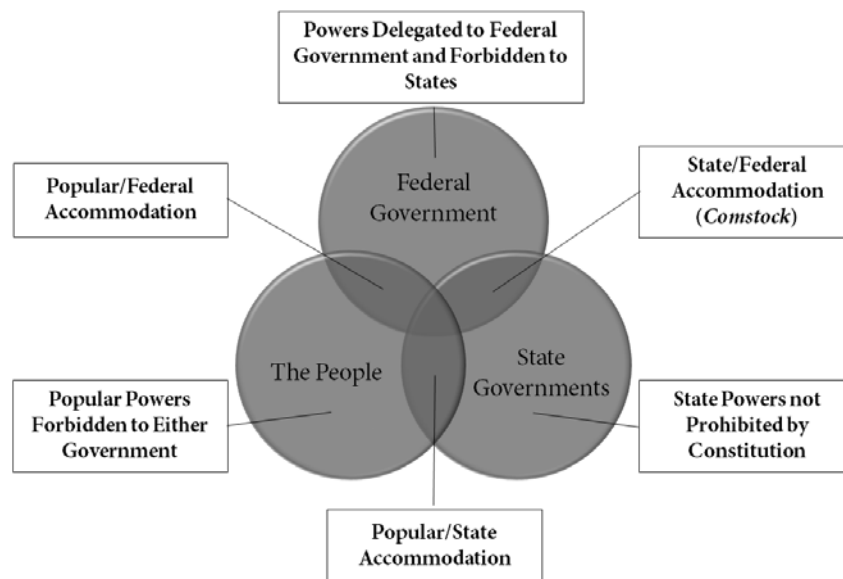 Powers Delegated to Federal
Government and Forbidden to
States
Popular/Federal
Accommodation
Federal
Government
State/Federal
Accommodation
(Comstock)
The People
State
Governments
Popular Powers
Forbidden to Either
Government
State Powers not
Prohibited by
Constitution
Popular/State
Accommodation